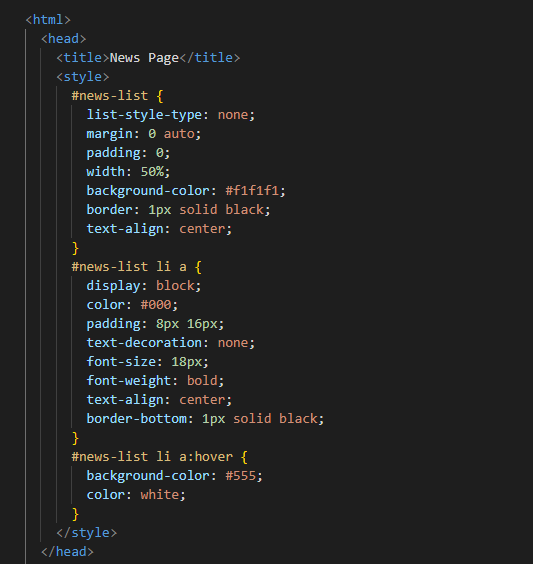 <html>
<head>
<title>News Page</title>
<style>
#news-list {
list-style-type: none;
margin: 0 auto;
padding: 0;
width: 50%;
background-color: #f1f1f1;
border: 1px solid black;
text-align: center;
}
#news-list li a {
display: block;
color: #000;
padding: 8px 16px;
text-decoration: none;
font-size: 18px;
font-weight: bold;
text-align: center;
border-bottom: 1px solid black;
}
#news-list li a:hover {
background-color: #555;
color: white;
}
</style>
</head>